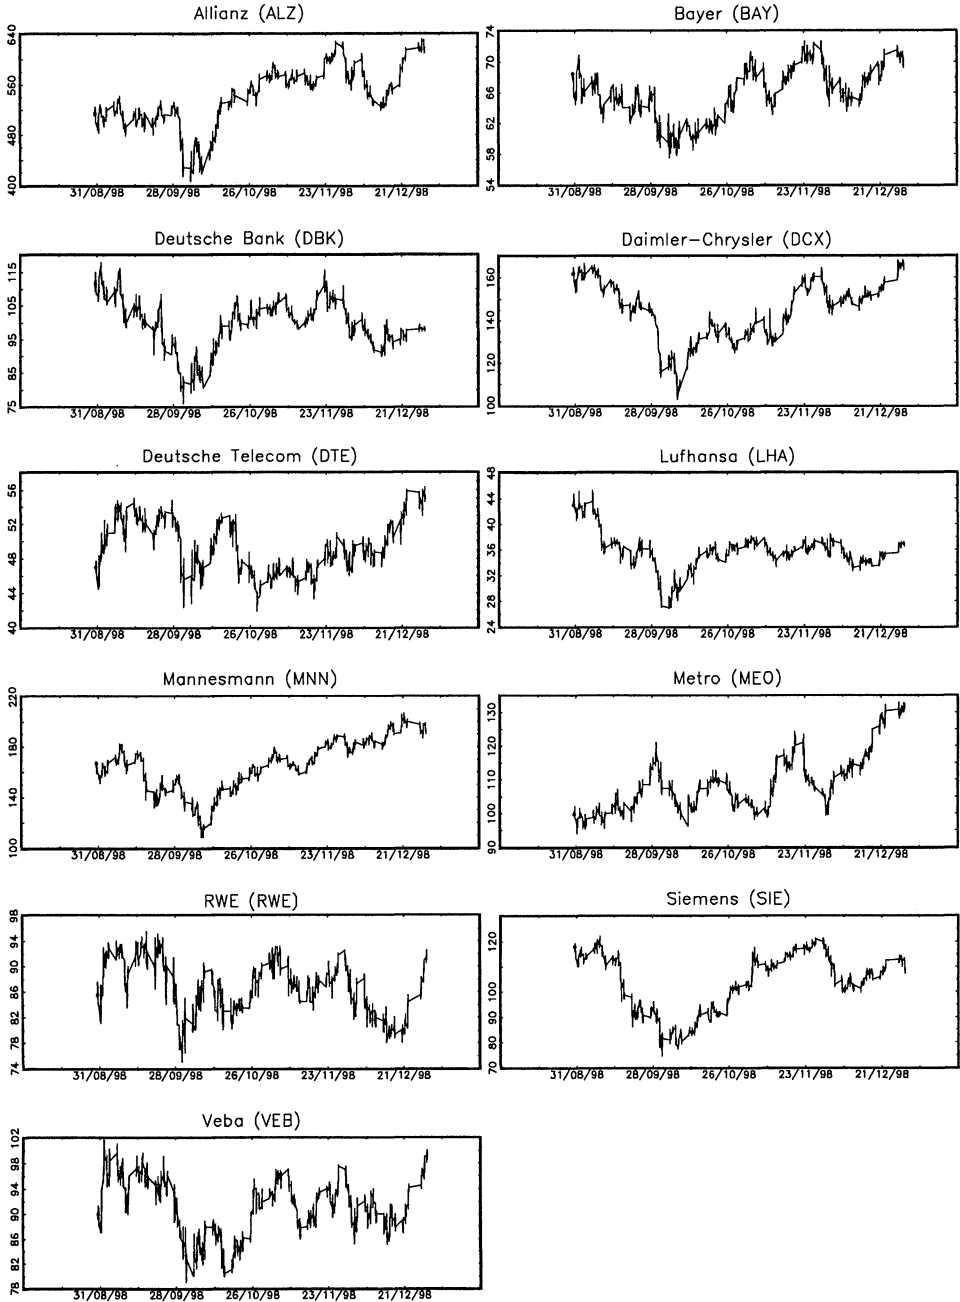 Allianz (ALZ)
640
560
480
400
31/08/98 28/09/98 26/10/98 23/11/98 21/12/98
Bayer (BAY)
74
70
66
62
58
54
31/08/98 28/09/98 26/10/98 23/11/98 21/12/98
Deutsche Bank (DBK)
115
105
95
85
75
31/08/98 28/09/98 26/10/98 23/11/98 21/12/98
Daimler-Chrysler (DCX)
160
140
120
100
31/08/98 28/09/98 26/10/98 23/11/98 21/12/98
Deutsche Telecom (DTE)
56
52
48
44
40
31/08/98 28/09/98 26/10/98 23/11/98 21/12/98
Lufhansa (LHA)
48
44
40
36
32
28
24
31/08/98 28/09/98 26/10/98 23/11/98 21/12/98
Mannesmann (MNN)
220
180
140
100
31/08/98 28/09/98 26/10/98 23/11/98 21/12/98
Metro (MEO)
130
120
110
100
90
31/08/98 28/09/98 26/10/98 23/11/98 21/12/98
RWE (RWE)
98
94
90
86
82
78
74
31/08/98 28/09/98 26/10/98 23/11/98 21/12/98
Siemens (SIE)
120
100
90
80
70
31/08/98 28/09/98 26/10/98 23/11/98 21/12/98
Veba (VEB)
102
98
94
90
86
82
78
31/08/98 28/09/98 26/10/98 23/11/98 21/12/98